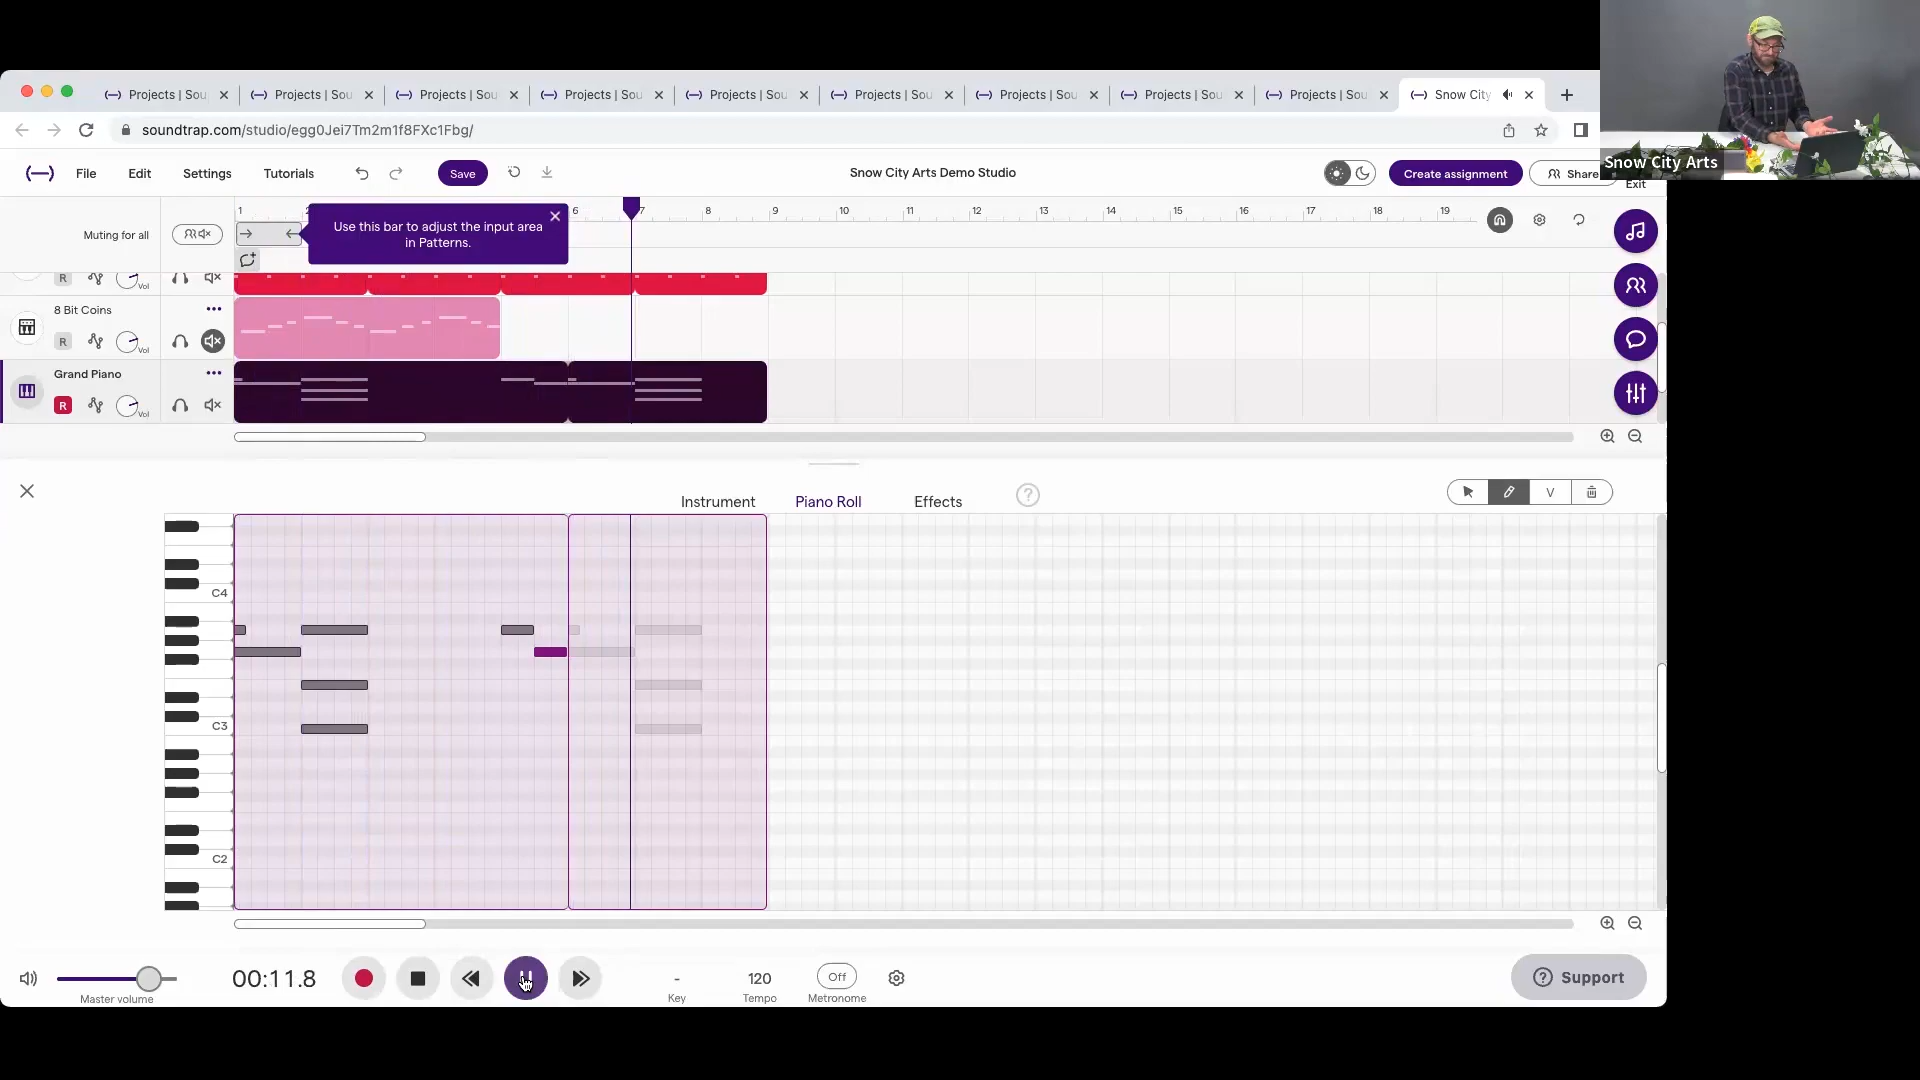 Projects | Sou
Projects | Sou
Projects | Sou
Projects | Sou
Projects | Sou
Projects | Sou
Projects | Sou
Projects | Sou
Projects | Sou
Snow City
soundtrap.com/studio/egg0Jei7Tm2m1f8FXc1Fbg/
Snow City Arts
File
Edit
Settings
Tutorials
Save
Snow City Arts Demo Studio
Create assignment
Share
Exit
1
2
6
7
8
9
10
11
12
13
14
15
16
17
18
19
Muting for all
Use this bar to adjust the input area
in Patterns.
R
Vol
8 Bit Coins
R
Vol
Grand Piano
R
Vol
Instrument
Piano Roll
Effects
?
V
C4
C3
C2
00:11.8
-
120
Off
Support
Master volume
Key
Tempo
Metronome